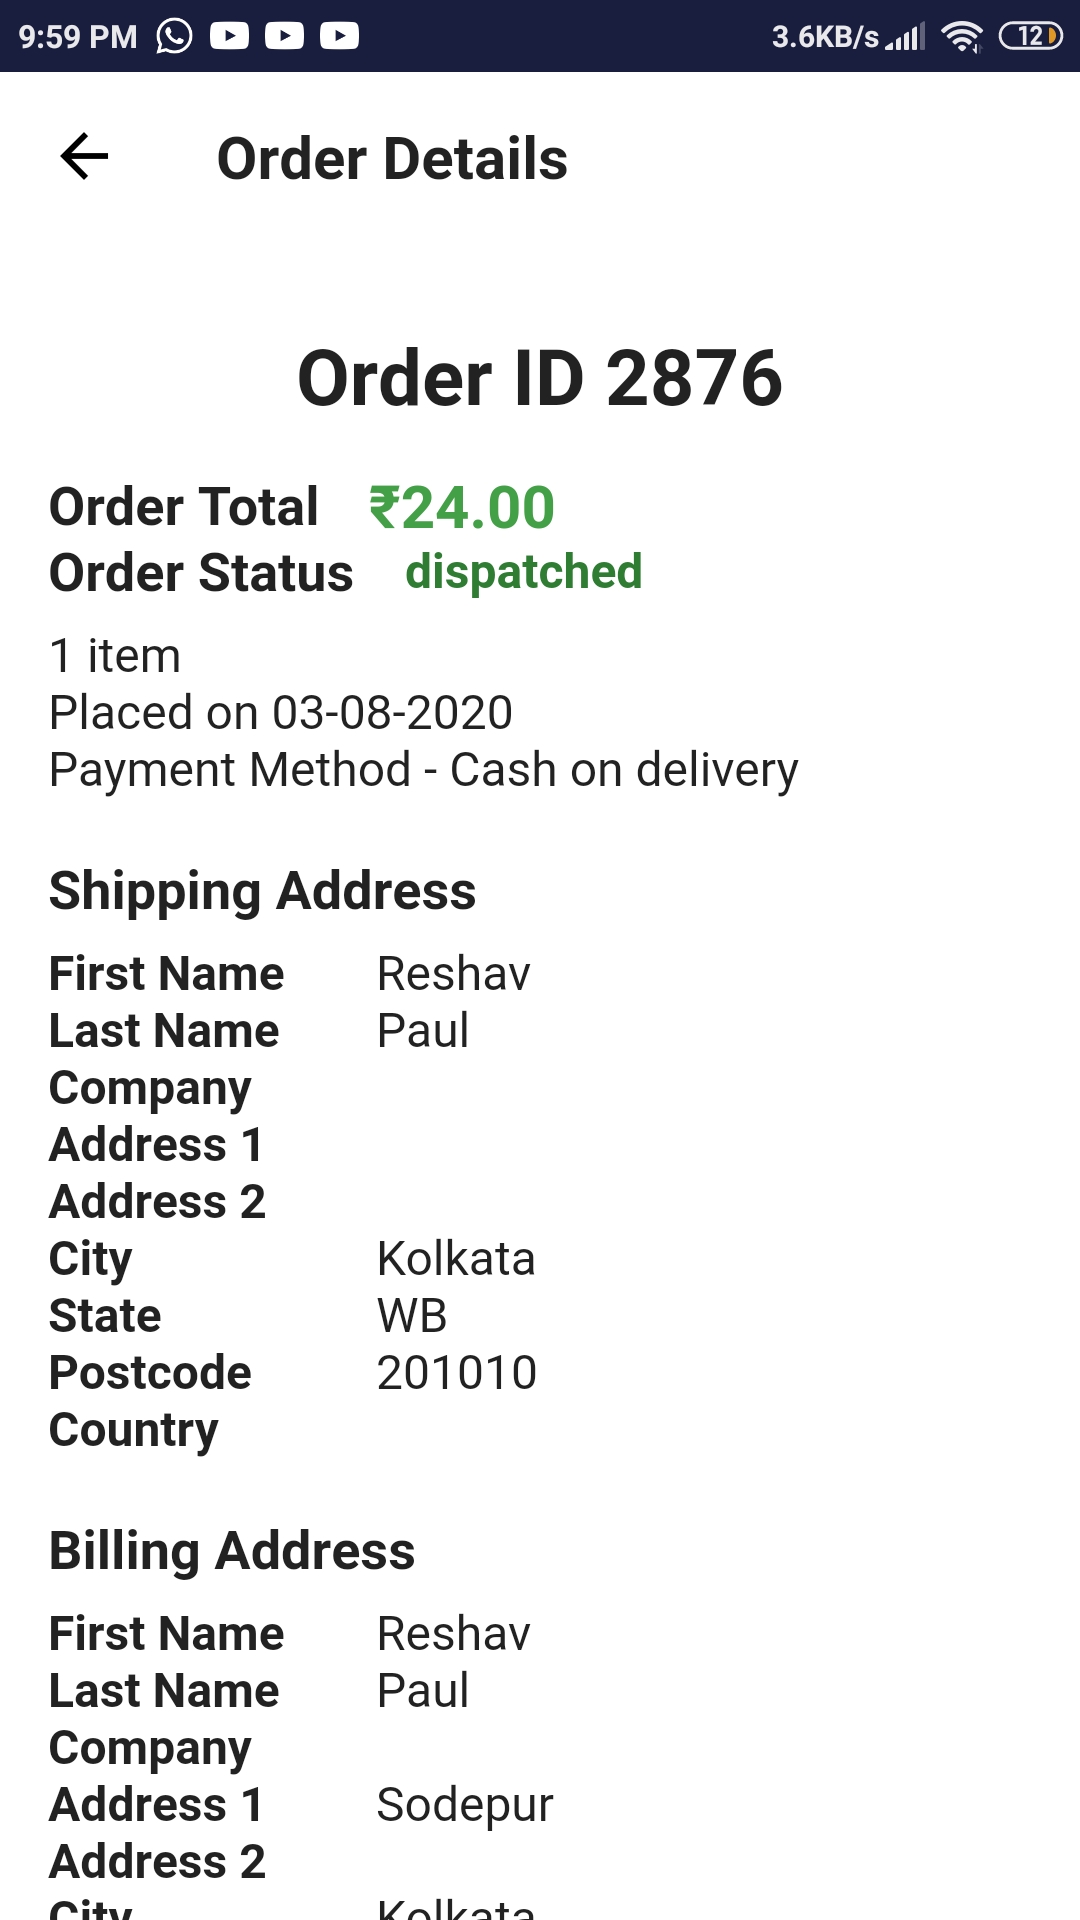 9:59 PM 3.6KB/s 12
Order Details
Order ID 2876
Order Total ₹24.00
Order Status dispatched
1 item
Placed on 03-08-2020
Payment Method - Cash on delivery
Shipping Address
First Name Reshav
Last Name Paul
Company
Address 1
Address 2
City Kolkata
State WB
Postcode 201010
Country
Billing Address
First Name Reshav
Last Name Paul
Company
Address 1 Sodepur
Address 2
City Kolkata